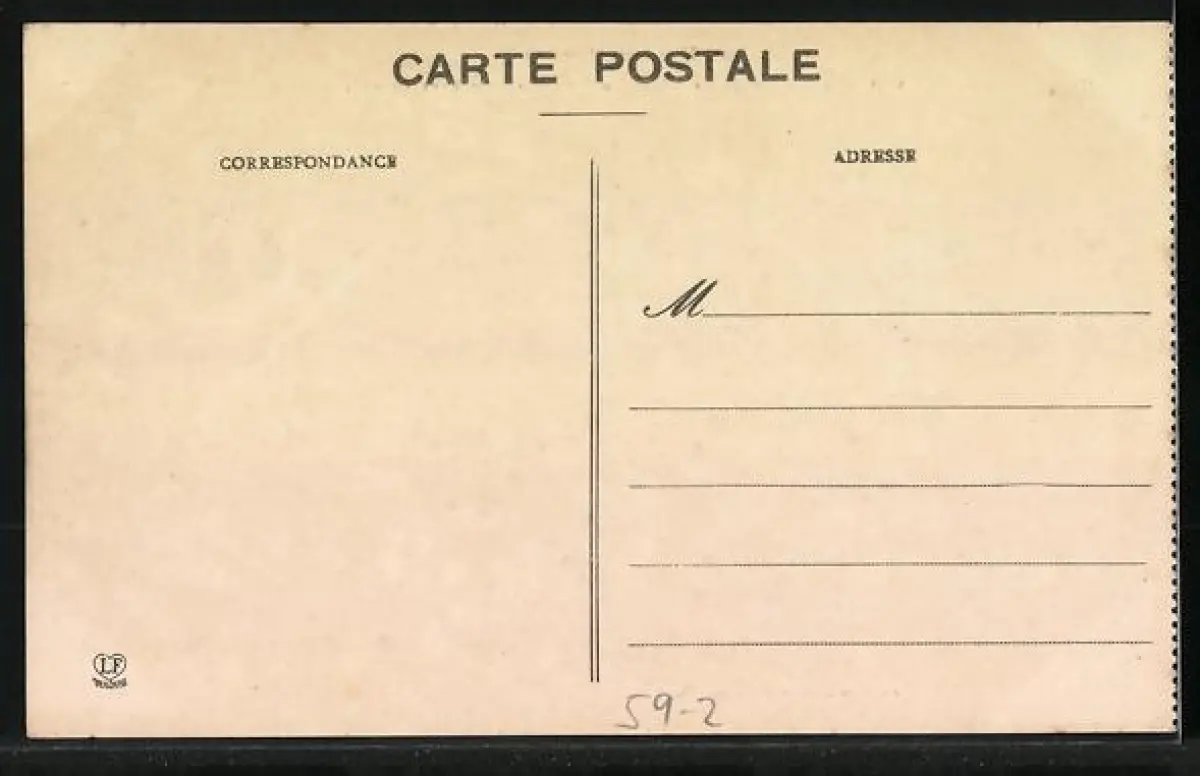 CARTE POSTALE
CORRESPONDANCE
ADRESSE
M
LF
59-2